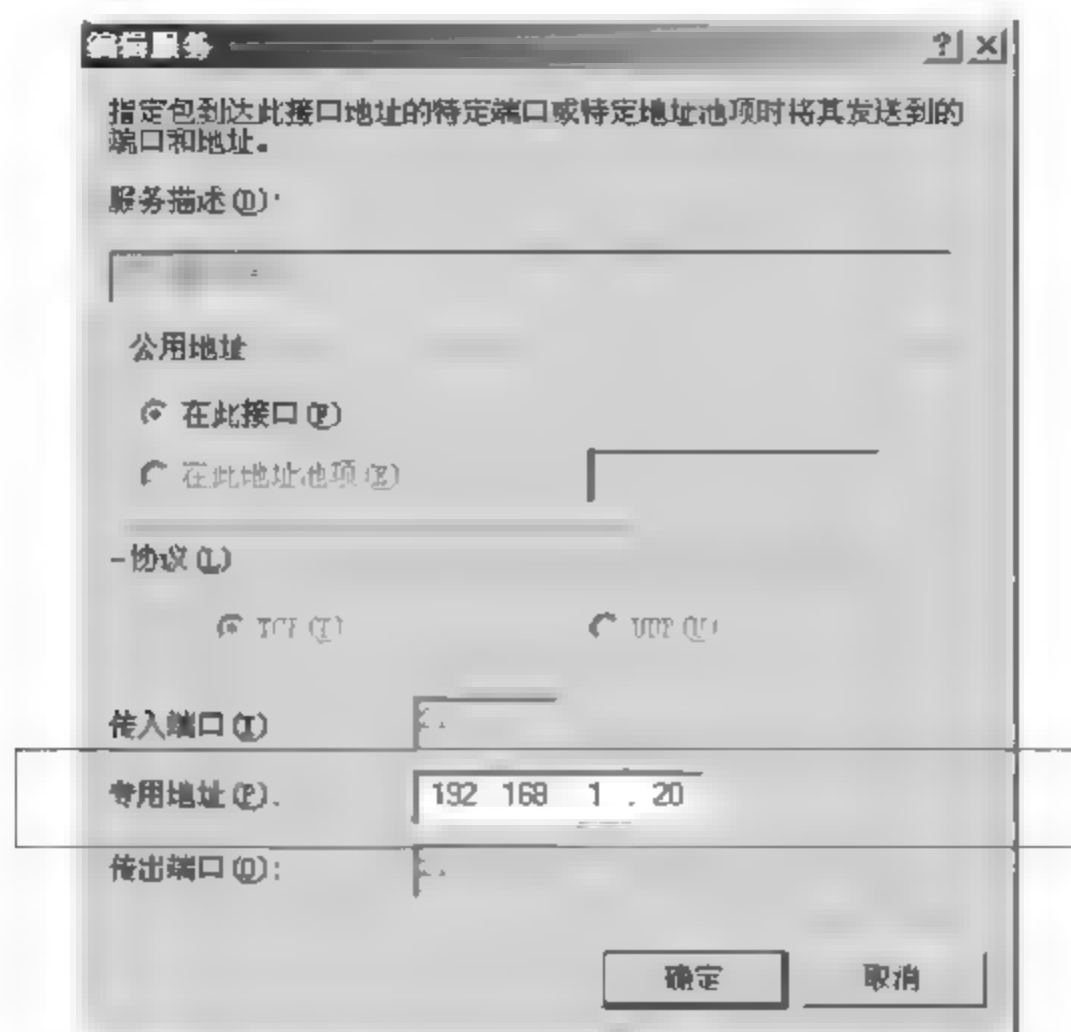 编辑服务
指定包到达此接口地址的特定端口或特定地址池项时将其发送到的
端口和地址。
服务描述(D):
公用地址
在此接口(F)
在此地址池项(E)
协议(L)
TCP(T) UDP(U)
传入端口(I)
专用地址(P).
192 168 1 . 20
传出端口(O):
确定 取消